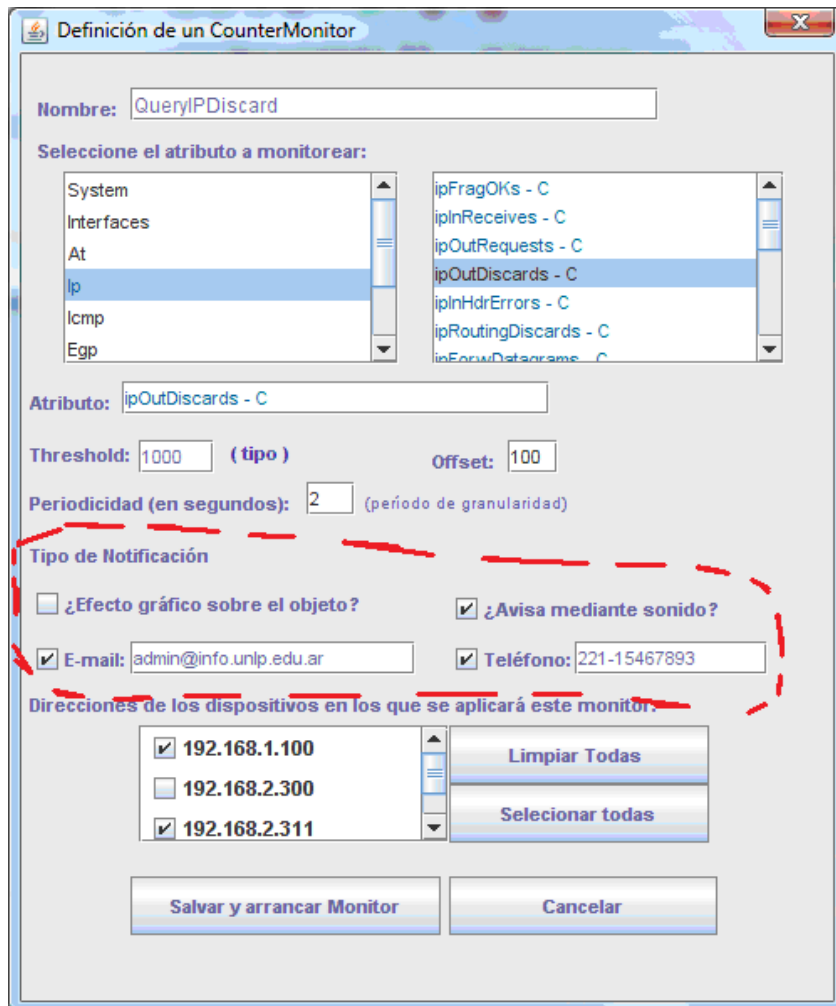 Definición de un CounterMonitor
Nombre: QueryIPDiscard
Seleccione el atributo a monitorear:
System
Interfaces
At
Ip
Icmp
Egp
ipFragOKs - C
ipInReceives - C
ipOutRequests - C
ipOutDiscards - C
ipInHdrErrors - C
ipRoutingDiscards - C
ipForwDatagrams C
Atributo: ipOutDiscards - C
Threshold: 1000 ( tipo ) Offset: 100
Periodicidad (en segundos): 2 (período de granularidad)
Tipo de Notificación
¿Efecto gráfico sobre el objeto? ¿Avisa mediante sonido?
E-mail: admin@info.unlp.edu.ar Teléfono: 221-15467893
Direcciones de los dispositivos en los que se aplicará este monitor:
192.168.1.100
192.168.2.300
192.168.2.311
Limpiar Todas
Selecionar todas
Salvar y arrancar Monitor Cancelar